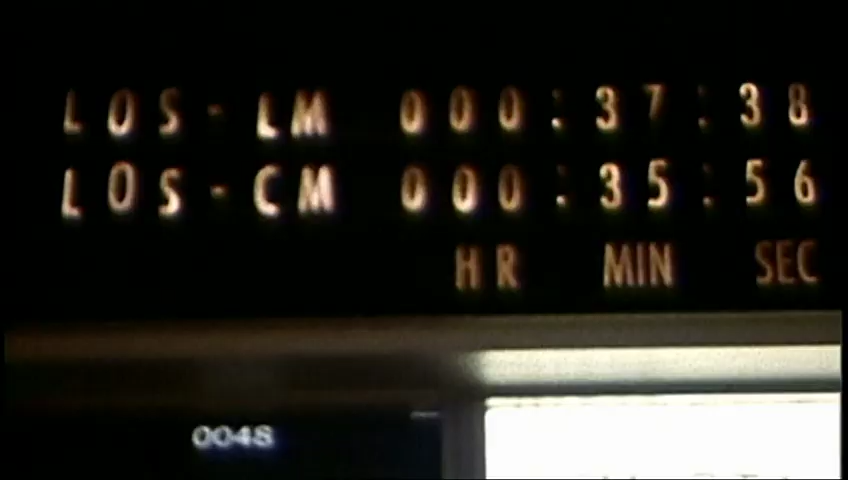 LOS - LM 000 : 37 : 38
LOS - CM 000 : 35 : 56
HR MIN SEC
0048